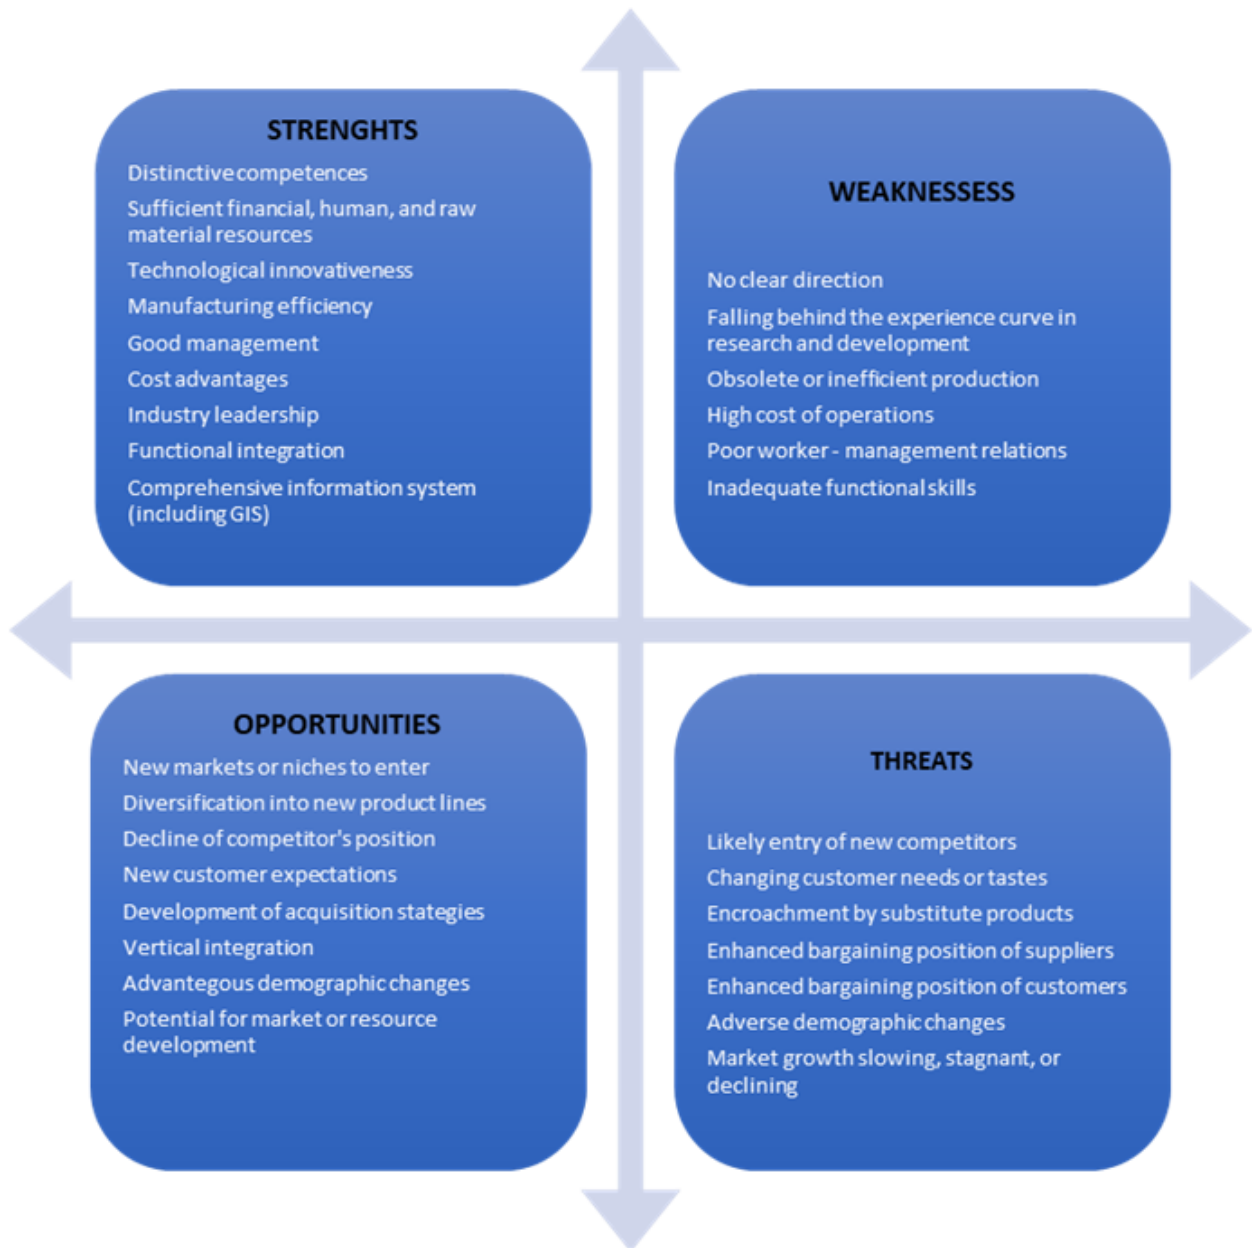 STRENGHTS
Distinctive competences
Sufficient financial, human, and raw
material resources
Technological innovativeness
Manufacturing efficiency
Good management
Cost advantages
Industry leadership
Functional integration
Comprehensive information system
(including GIS)
WEAKNESSESS
No clear direction
Falling behind the experience curve in
research and development
Obsolete or inefficient production
High cost of operations
Poor worker - management relations
Inadequate functional skills
OPPORTUNITIES
New markets or niches to enter
Diversification into new product lines
Decline of competitor's position
New customer expectations
Development of acquisition stategies
Vertical integration
Advantegous demographic changes
Potential for market or resource
development
THREATS
Likely entry of new competitors
Changing customer needs or tastes
Encroachment by substitute products
Enhanced bargaining position of suppliers
Enhanced bargaining position of customers
Adverse demographic changes
Market growth slowing, stagnant, or
declining